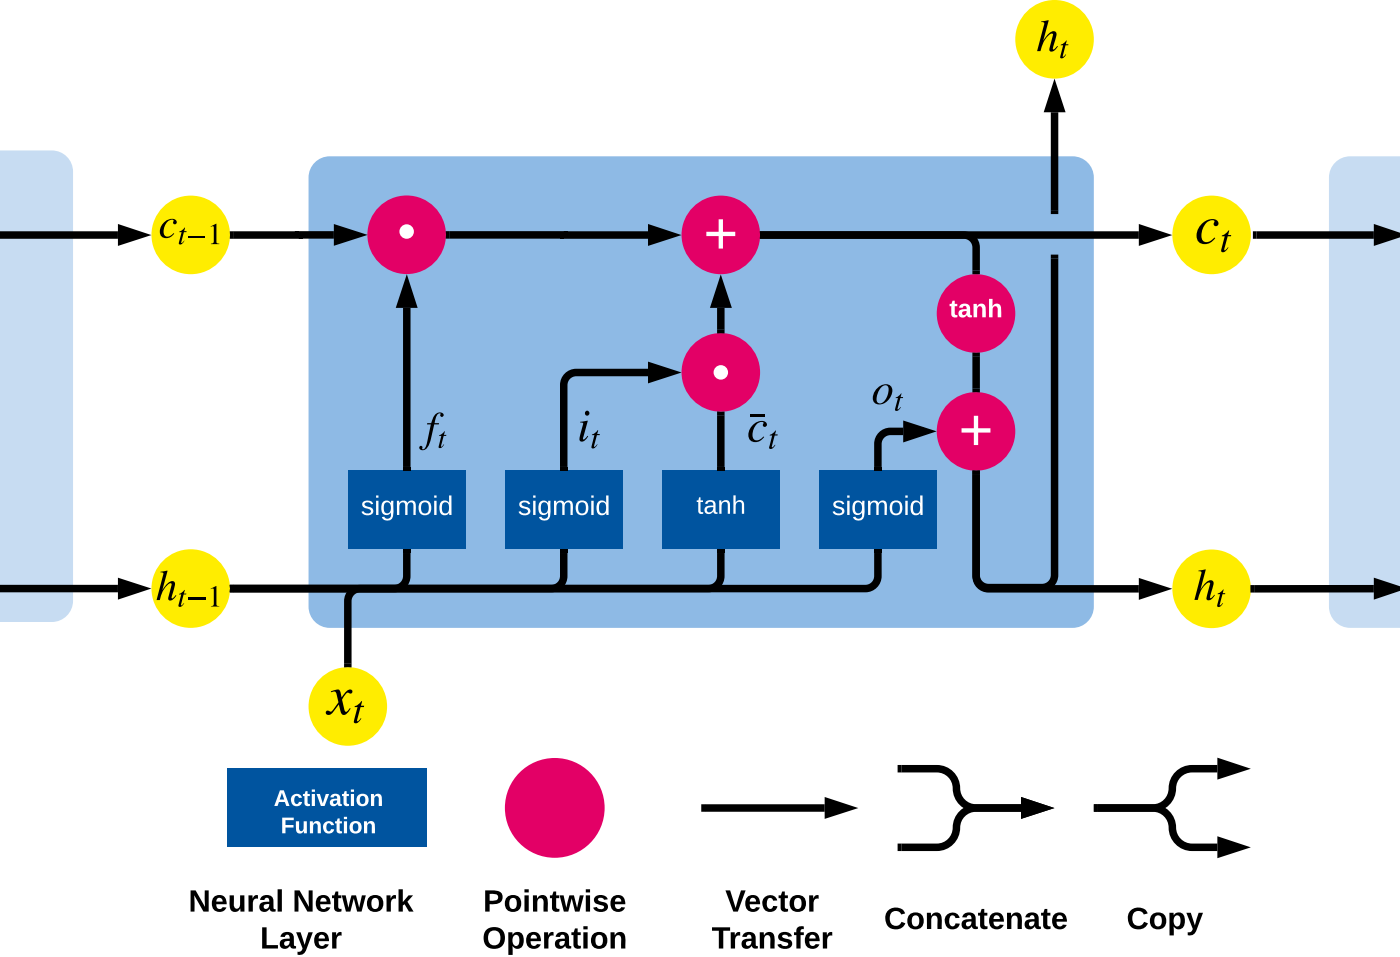 h_t
c_{t−1}
+
c_t
tanh
o_t
+
f_t
i_t
c̄_t
sigmoid
sigmoid
tanh
sigmoid
h_{t−1}
h_t
x_t
Activation
Function
Neural Network
Layer
Pointwise
Operation
Vector
Transfer
Concatenate
Copy